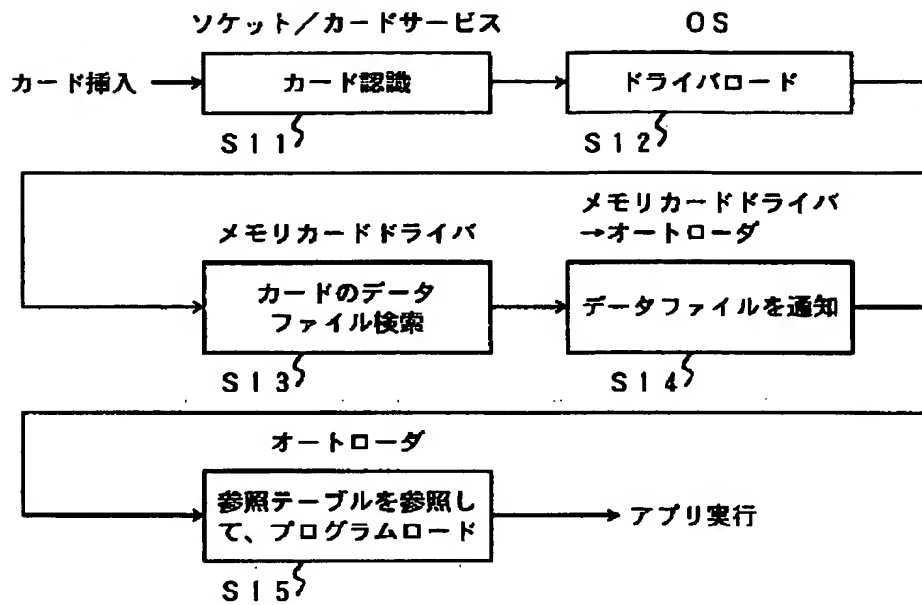 ソケット／カードサービス
OS
カード挿入
カード認識
ドライバロード
S11
S12
メモリカードドライバ
メモリカードドライバ
→オートローダ
カードのデータ
ファイル検索
データファイルを通知
S13
S14
オートローダ
参照テーブルを参照し
て、プログラムロード
アプリ実行
S15